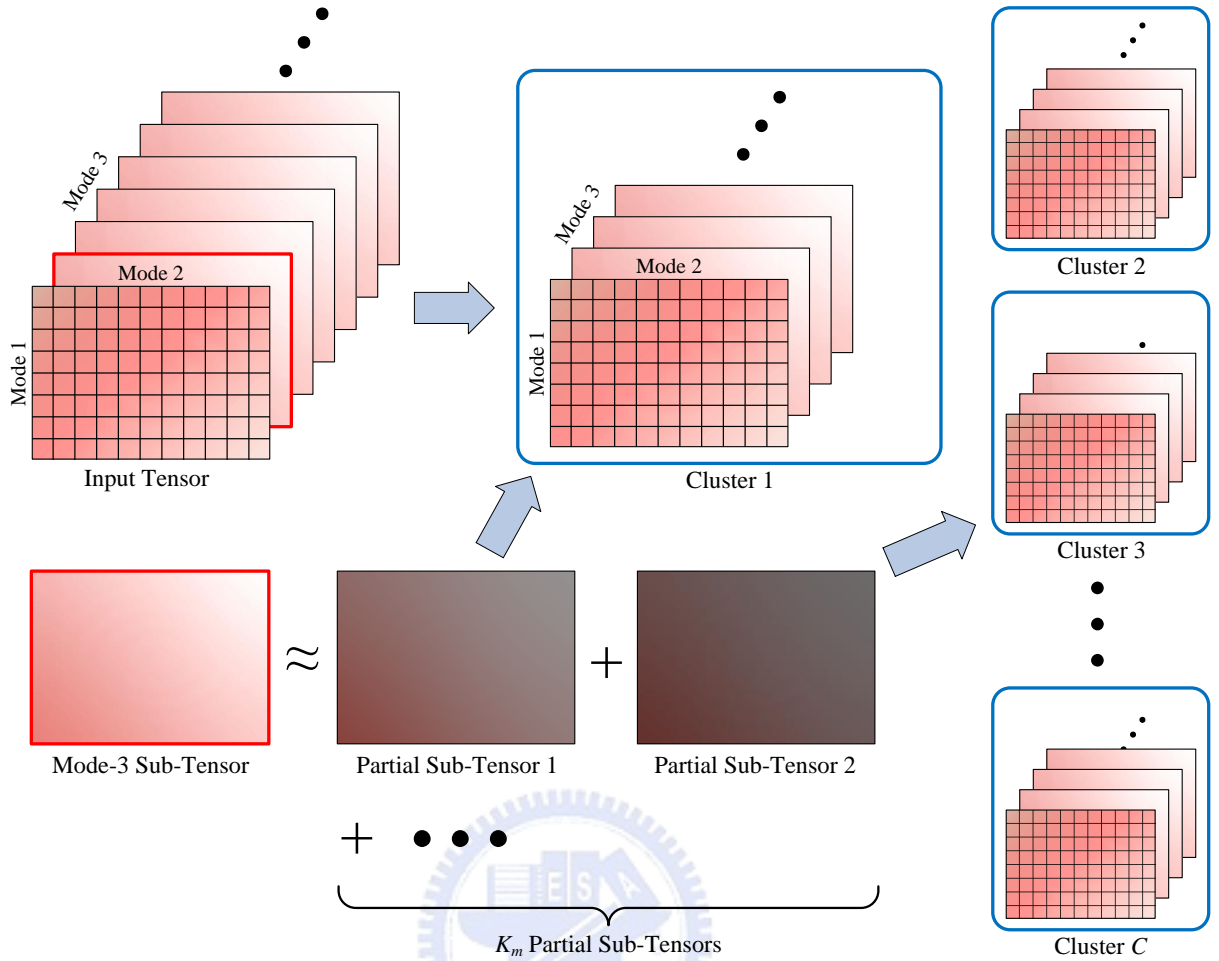 Mode 3
Mode 2
Mode 1
Input Tensor
Mode 3
Mode 2
Mode 1
Cluster 1
Cluster 2
Cluster 3
Mode-3 Sub-Tensor
≈
Partial Sub-Tensor 1
+
Partial Sub-Tensor 2
+
K_m Partial Sub-Tensors
Cluster C
E S A